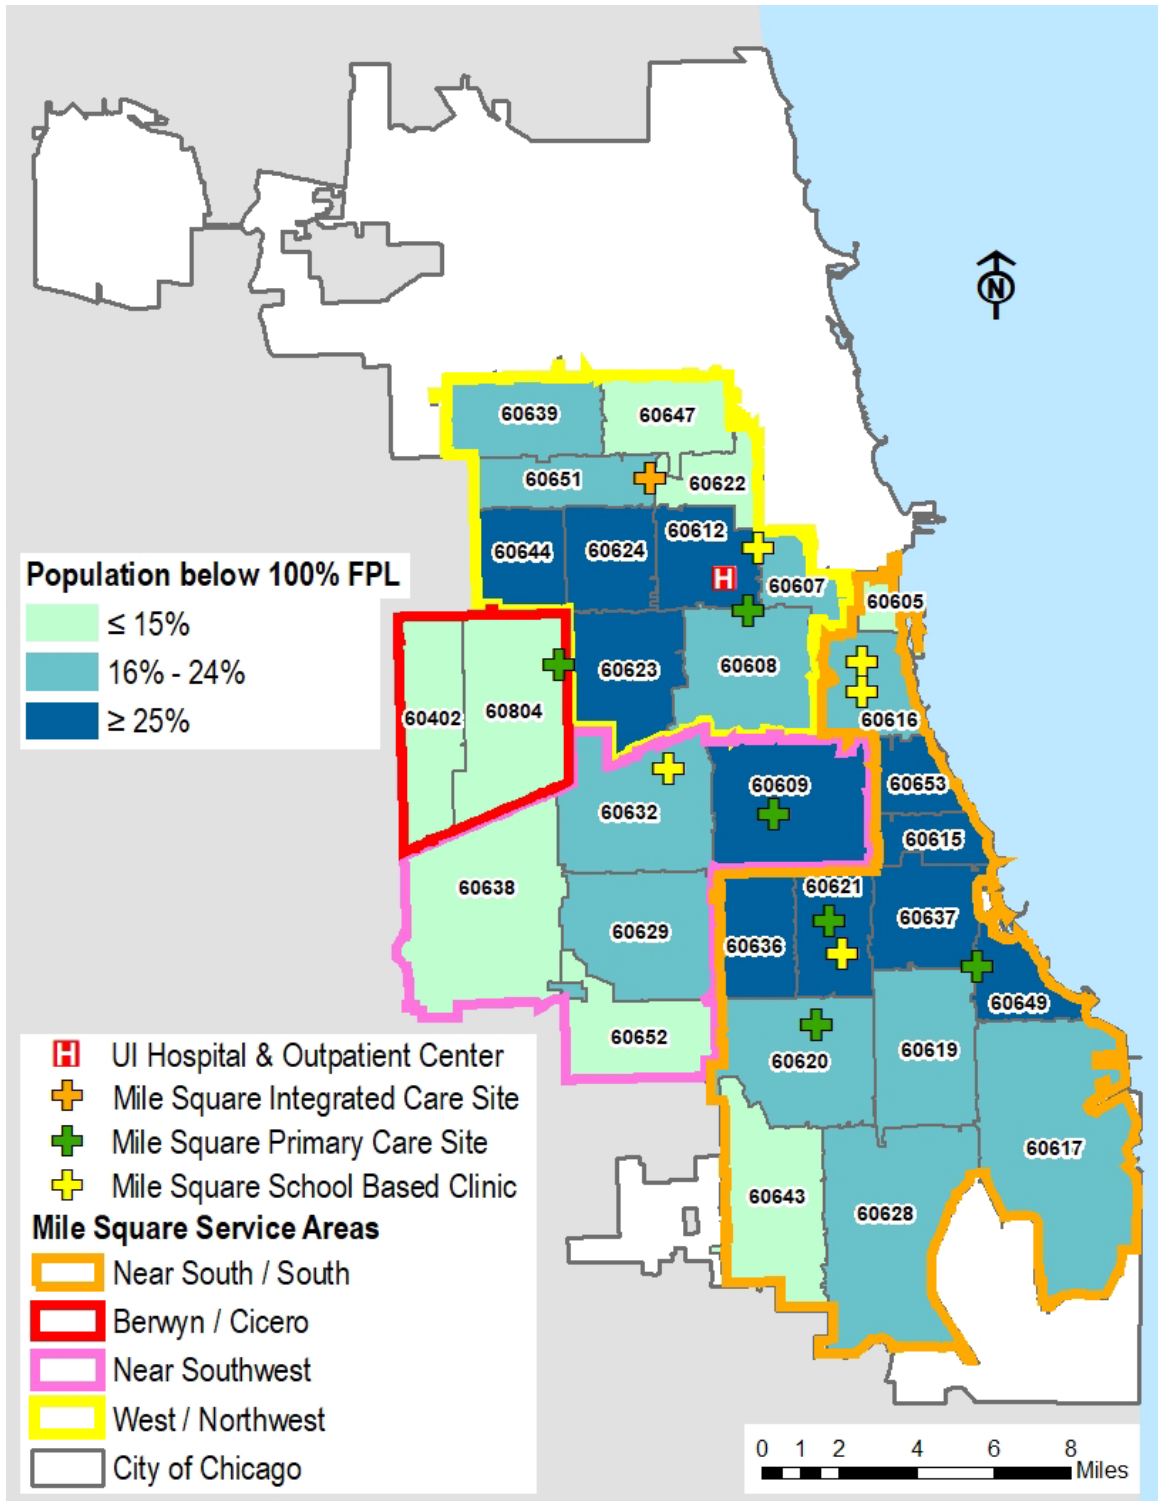 N
60639
60647
60651
60622
60612
60644
60624
H
60607
60605
60623
60608
60402
60804
60616
60609
60653
60632
60615
60638
60621
60637
60629
60636
60649
60652
60619
60620
60617
60643
60628
Population below 100% FPL
≤ 15%
16% - 24%
≥ 25%
H UI Hospital & Outpatient Center
Mile Square Integrated Care Site
Mile Square Primary Care Site
Mile Square School Based Clinic
Mile Square Service Areas
Near South / South
Berwyn / Cicero
Near Southwest
West / Northwest
City of Chicago
0 1 2 4 6 8
Miles